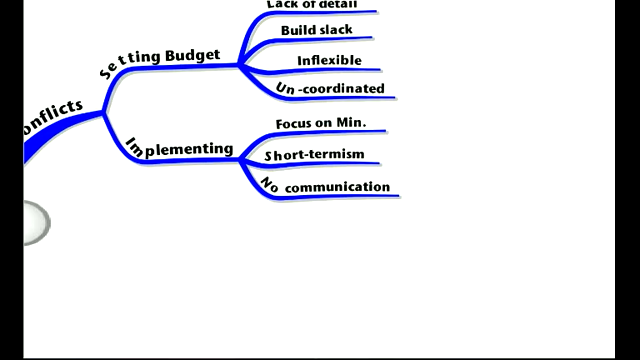 Lack of detail
Setting Budget
Build slack
Inflexible
Un-coordinated
onflicts
Implementing
Focus on Min.
Short-termism
No communication